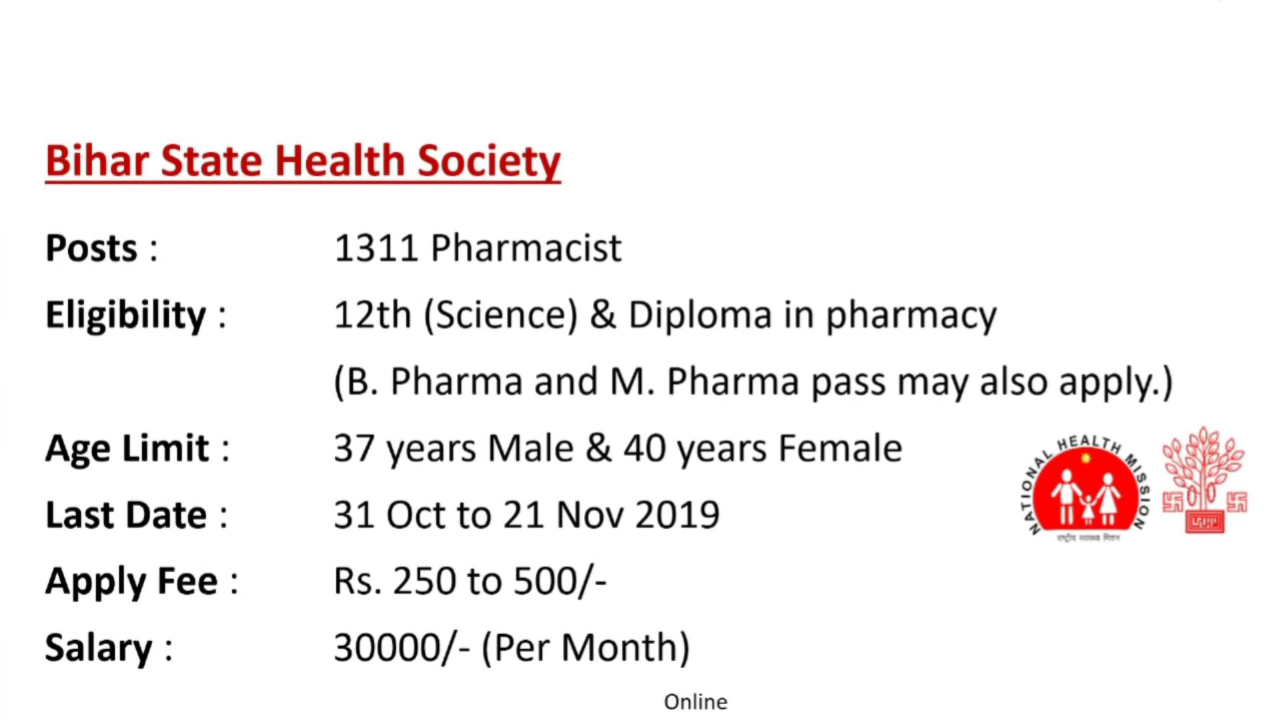 Bihar State Health Society
Posts : 1311 Pharmacist
Eligibility : 12th (Science) & Diploma in pharmacy
(B. Pharma and M. Pharma pass may also apply.)
Age Limit : 37 years Male & 40 years Female
NATIONAL HEALTH MISSION
राष्ट्रीय स्वास्थ्य मिशन
Last Date : 31 Oct to 21 Nov 2019
Apply Fee : Rs. 250 to 500/-
Salary : 30000/- (Per Month)
Online